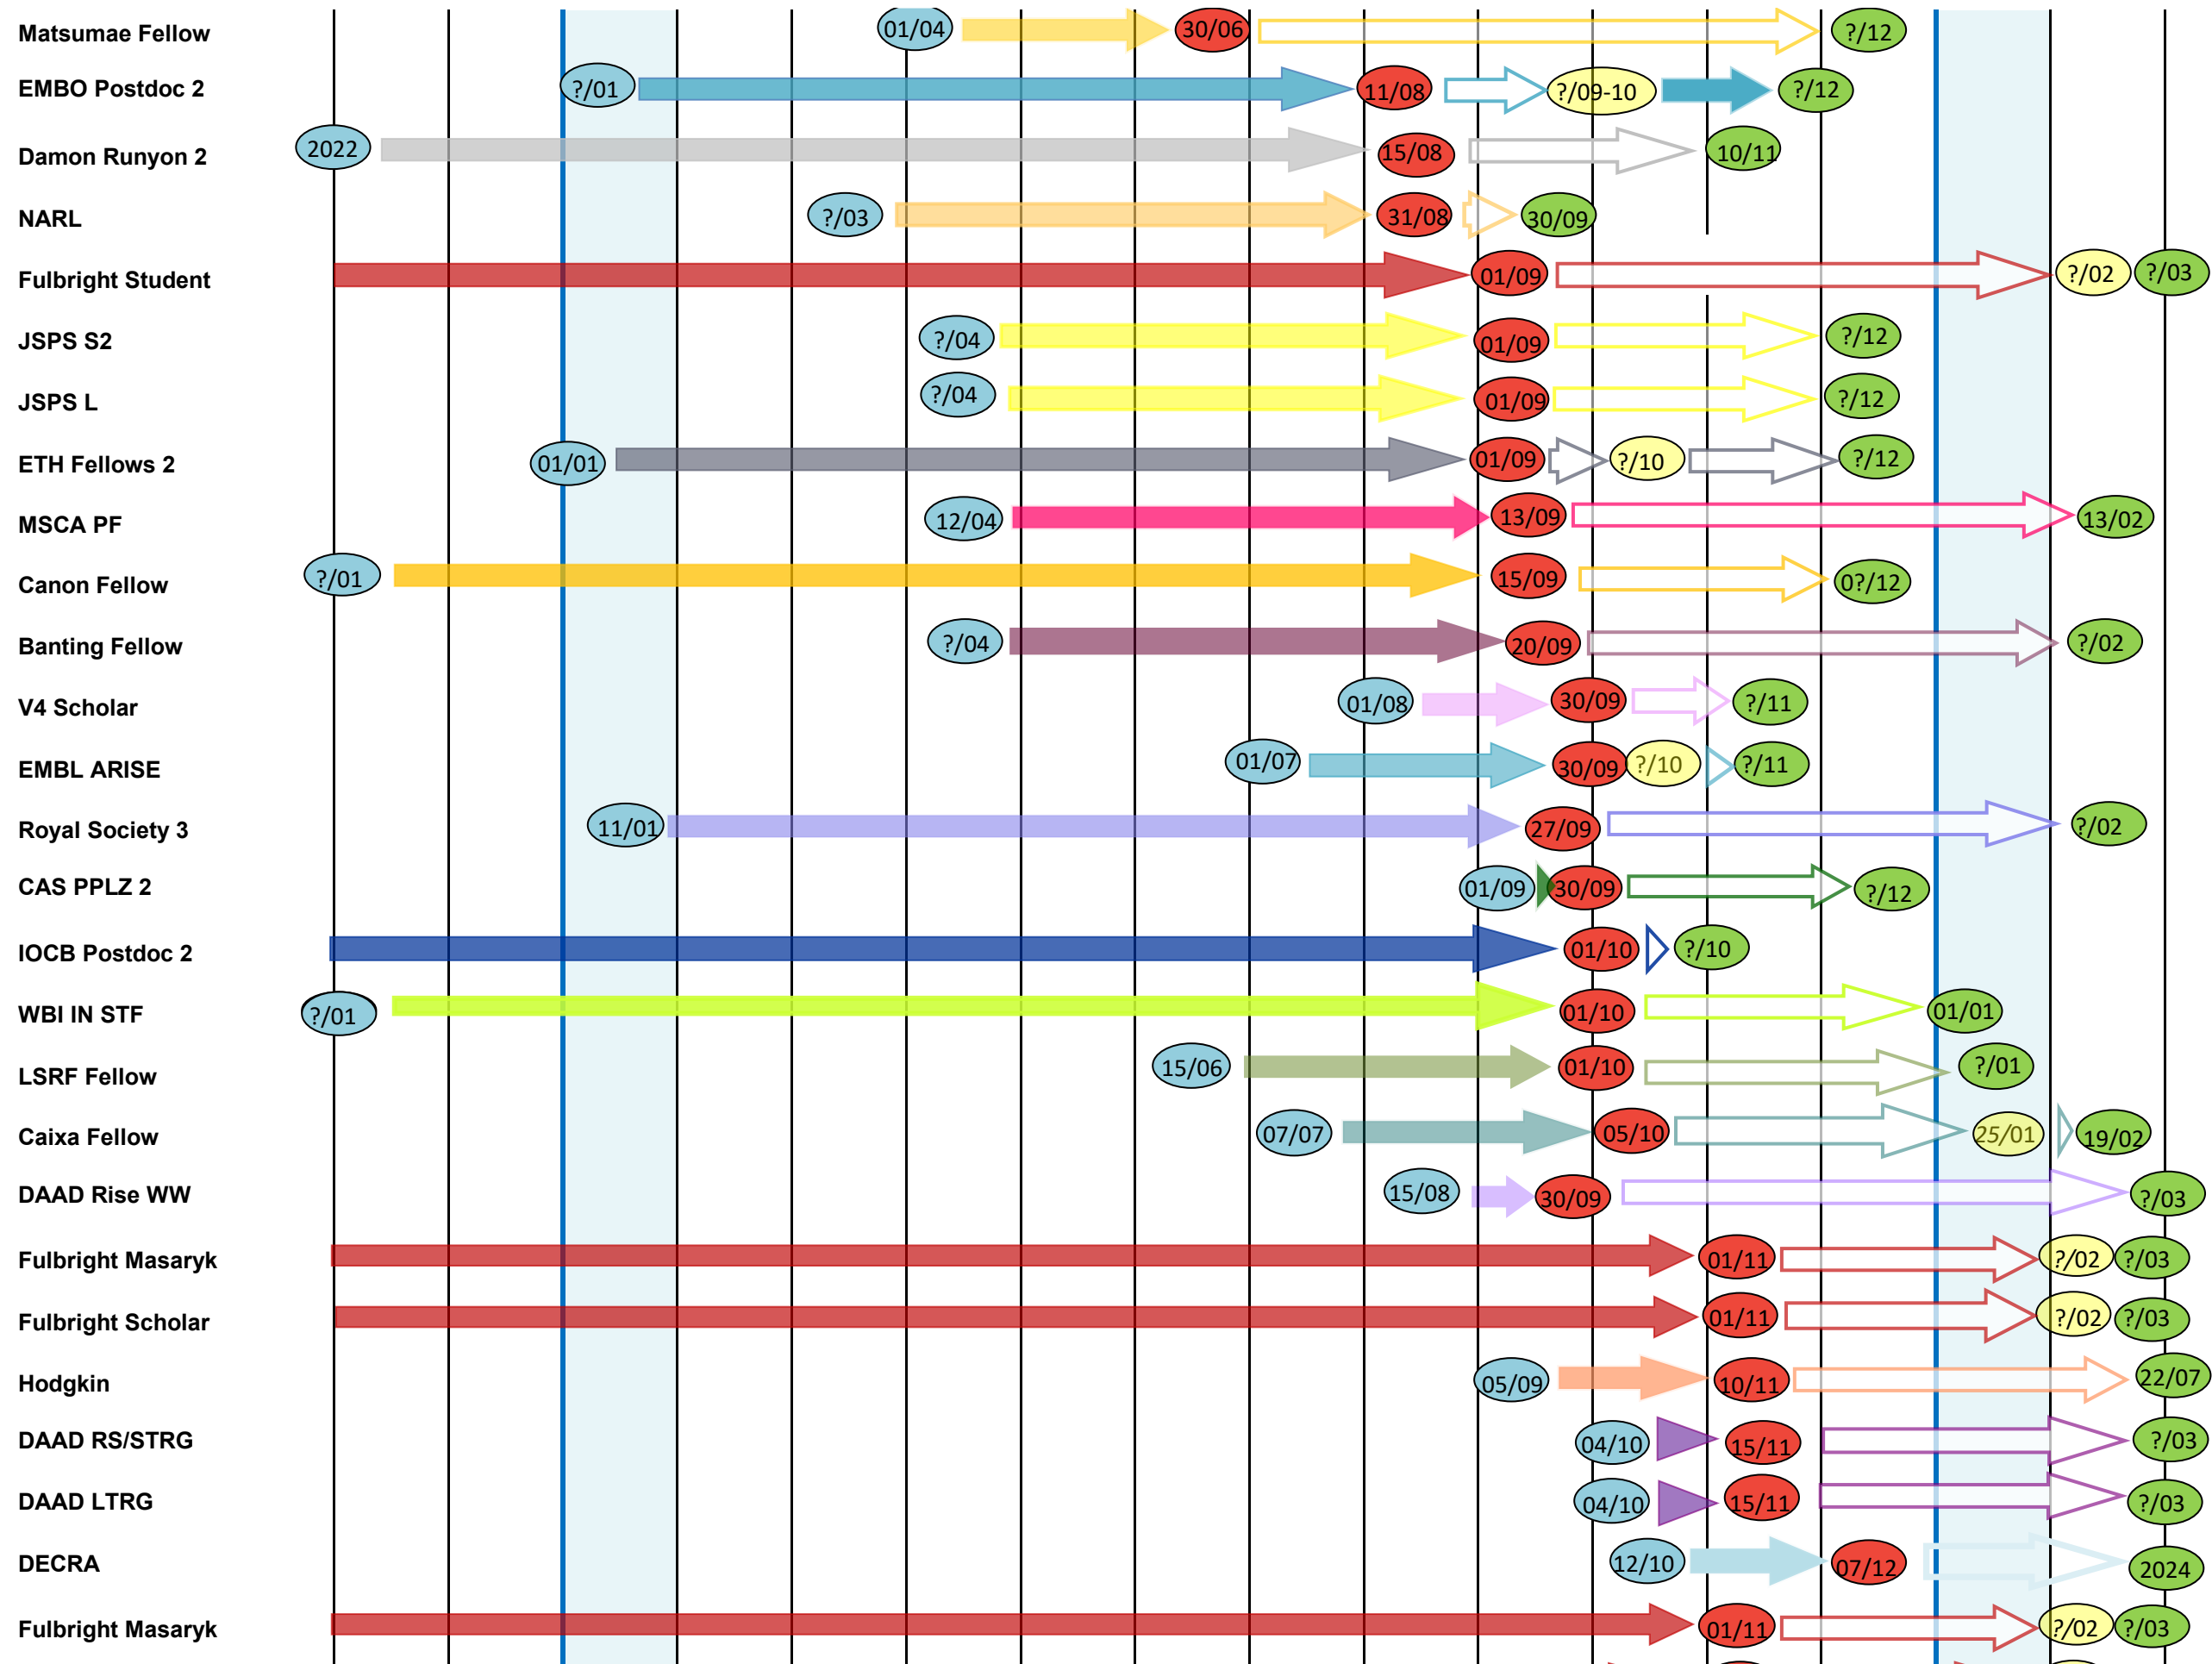 Matsumae Fellow 01/04 30/06 ?/12
EMBO Postdoc 2 ?/01 11/08 ?/09-10 ?/12
Damon Runyon 2 2022 15/08 10/11
NARL ?/03 31/08 30/09
Fulbright Student 01/09 ?/02 ?/03
JSPS S2 ?/04 01/09 ?/12
JSPS L ?/04 01/09 ?/12
ETH Fellows 2 01/01 01/09 ?/10 ?/12
MSCA PF 12/04 13/09 13/02
Canon Fellow ?/01 15/09 0?/12
Banting Fellow ?/04 20/09 ?/02
V4 Scholar 01/08 30/09 ?/11
EMBL ARISE 01/07 30/09 ?/10 ?/11
Royal Society 3 11/01 27/09 ?/02
CAS PPLZ 2 01/09 30/09 ?/12
IOCB Postdoc 2 01/10 ?/10
WBI IN STF ?/01 01/10 01/01
LSRF Fellow 15/06 01/10 ?/01
Caixa Fellow 07/07 05/10 25/01 19/02
DAAD Rise WW 15/08 30/09 ?/03
Fulbright Masaryk 01/11 ?/02 ?/03
Fulbright Scholar 01/11 ?/02 ?/03
Hodgkin 05/09 10/11 22/07
DAAD RS/STRG 04/10 15/11 ?/03
DAAD LTRG 04/10 15/11 ?/03
DECRA 12/10 07/12 2024
Fulbright Masaryk 01/11 ?/02 ?/03